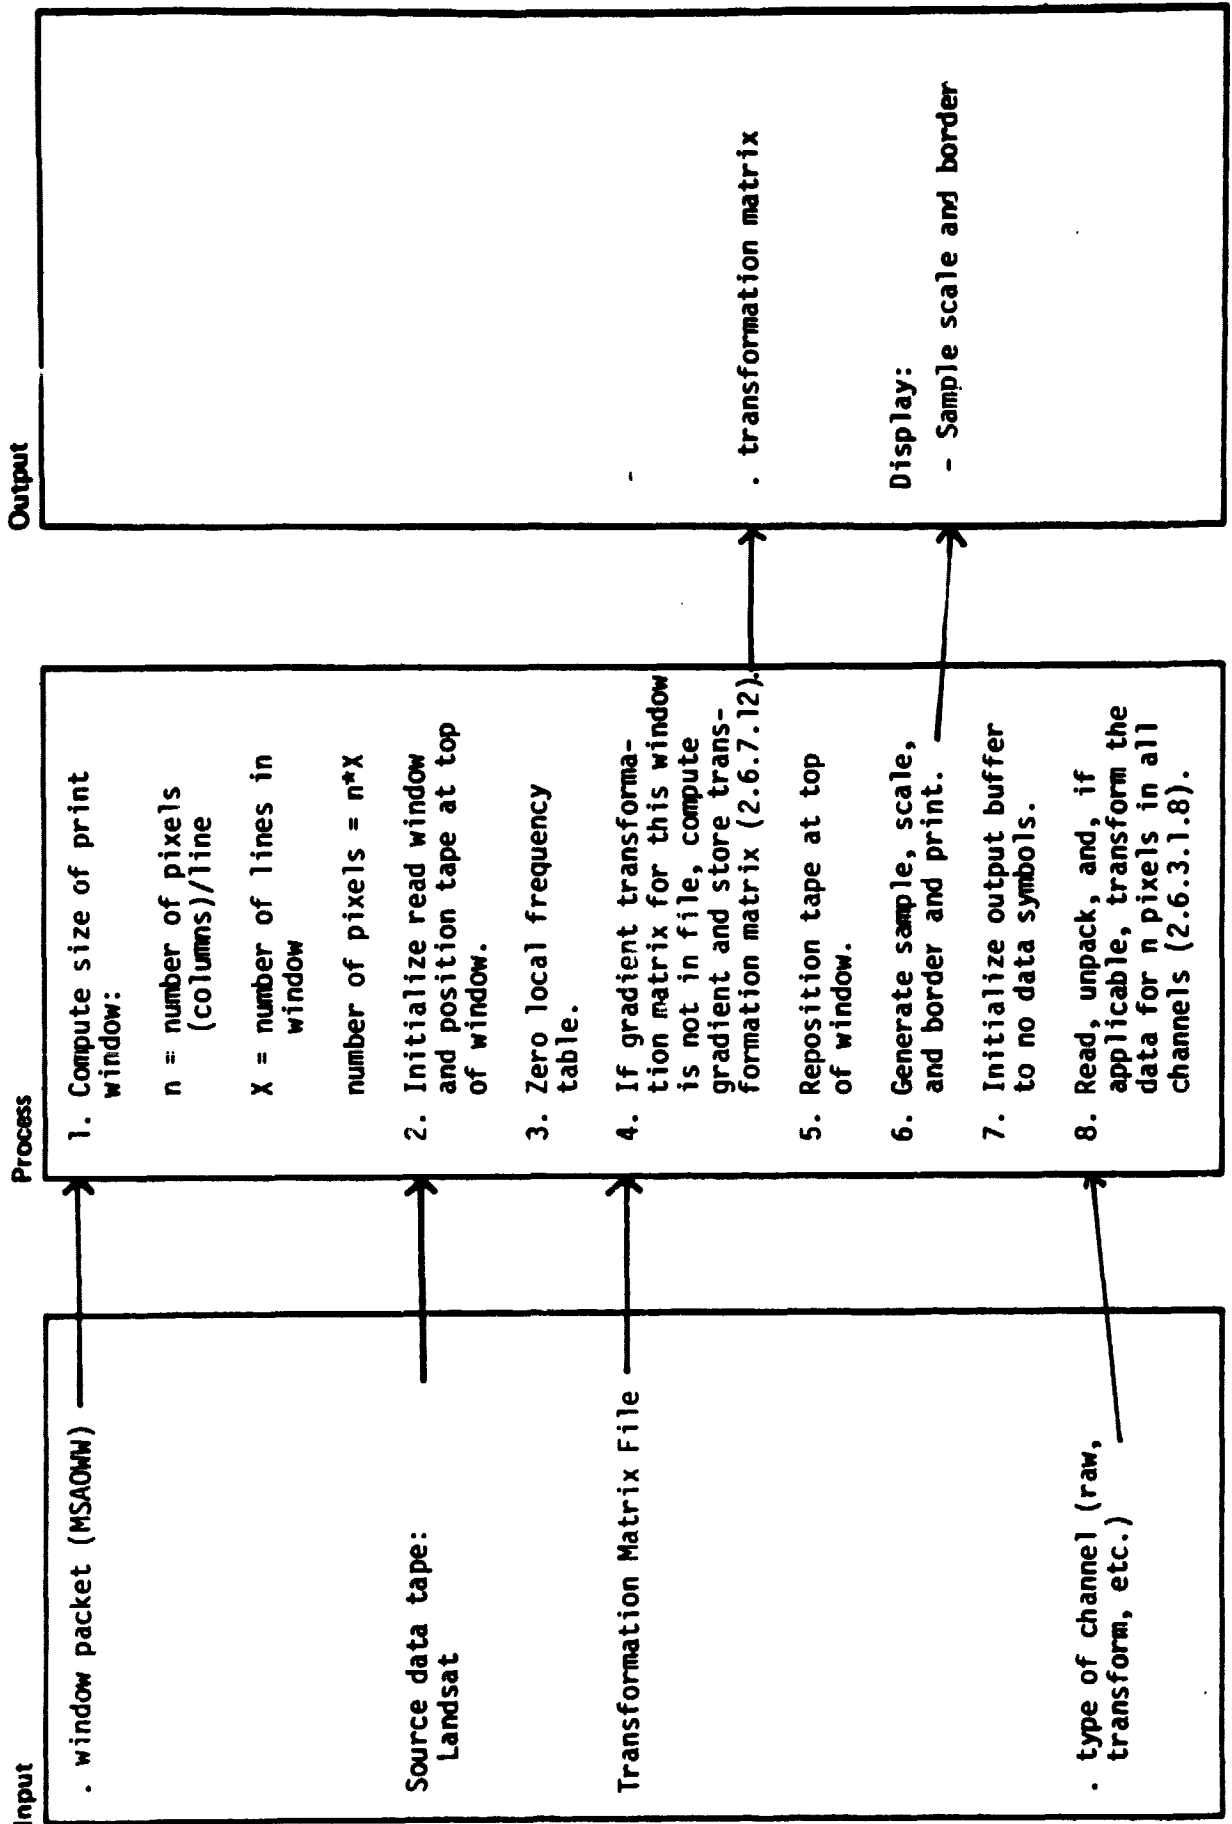 Input
. window packet (MSAOWW)
Source data tape:
Landsat
Transformation Matrix File
. type of channel (raw,
transform, etc.)
Process
1. Compute size of print
window:
n = number of pixels
(columns)/line
X = number of lines in
window
number of pixels = n*X
2. Initialize read window
and position tape at top
of window.
3. Zero local frequency
table.
4. If gradient transforma-
tion matrix for this window
is not in file, compute
gradient and store trans-
formation matrix (2.6.7.12).
5. Reposition tape at top
of window.
6. Generate sample, scale,
and border and print.
7. Initialize output buffer
to no data symbols.
8. Read, unpack, and, if
applicable, transform the
data for n pixels in all
channels (2.6.3.1.8).
Output
. transformation matrix
Display:
- Sample scale and border